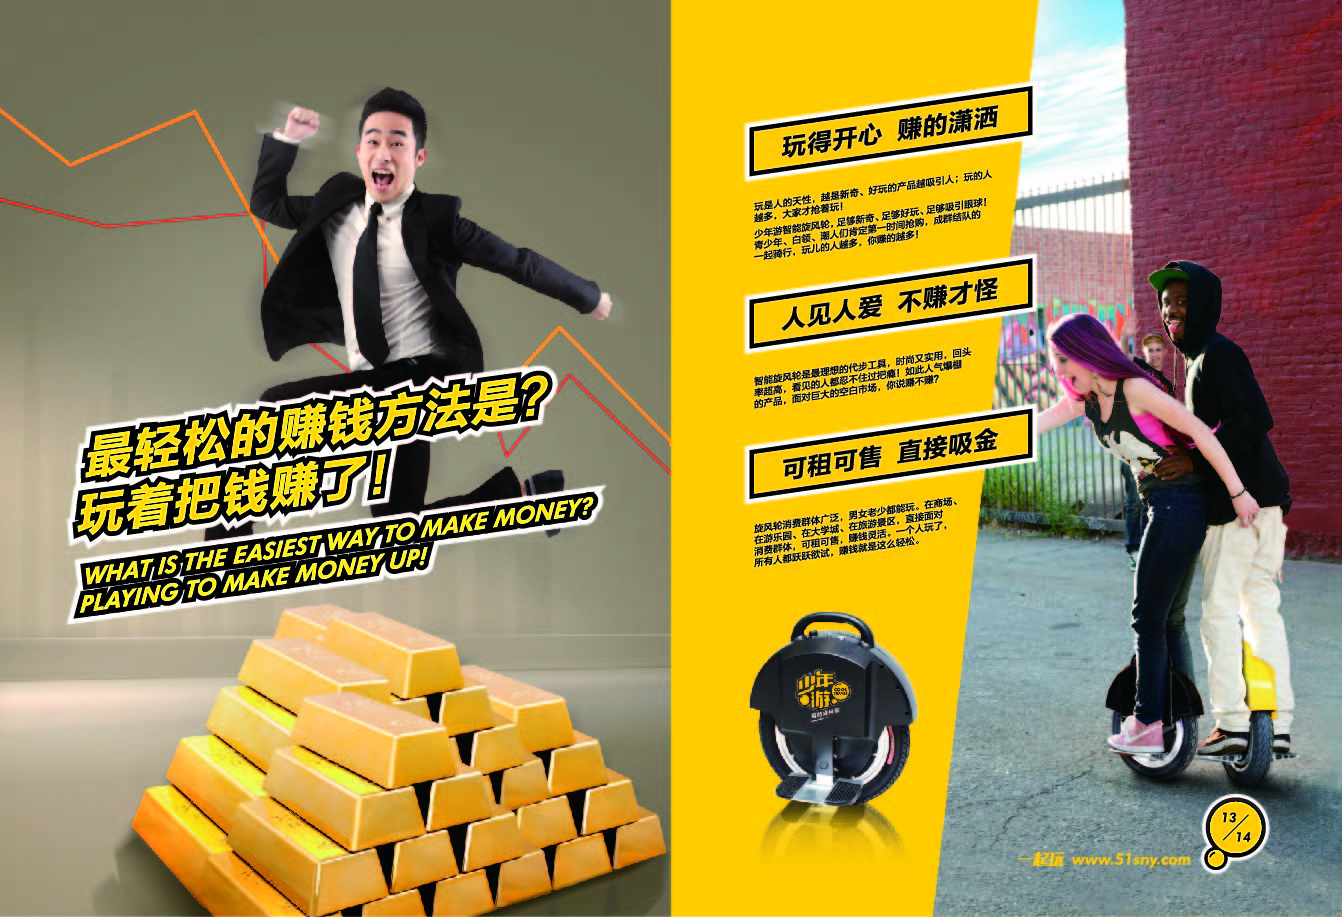 最轻松的赚钱方法是?
玩着把钱赚了!
WHAT IS THE EASIEST WAY TO MAKE MONEY?
PLAYING TO MAKE MONEY UP!
玩得开心 赚的潇洒
玩是人的天性，越是新奇、好玩的产品越吸引人；玩的人
越多，大家才抢着玩！
少年游智能旋风轮，足够新奇、足够好玩、足够吸引眼球！
青少年、白领、潮人们肯定第一时间抢购，成群结队的
一起骑行，玩儿的人越多，你赚的越多！
人见人爱 不赚才怪
智能旋风轮是最理想的代步工具，时尚又实用，回头
率超高，看见的人都忍不住过把瘾！如此人气爆棚
的产品，面对巨大的空白市场，你说赚不赚？
可租可售 直接吸金
旋风轮消费群体广泛，男女老少都能玩。在商场、
在游乐园、在大学城、在旅游景区，直接面对
消费群体，可租可售，赚钱灵活。一个人玩了，
所有人都跃跃欲试，赚钱就是这么轻松。
少年
游
COOL
一起玩 www.51sny.com
13/14